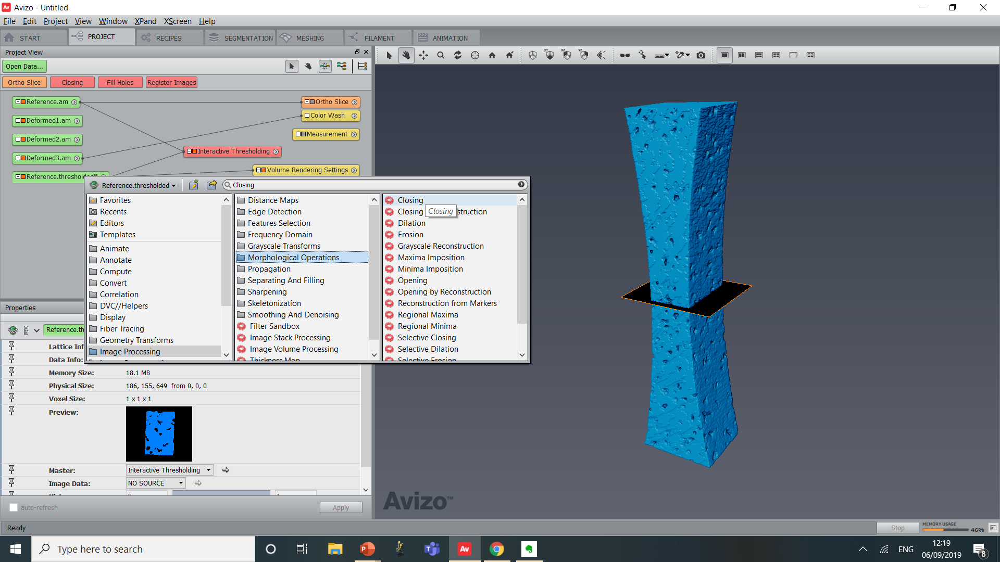 Av Avizo - Untitled
File Edit Project View Window XPand XScreen Help
START PROJECT RECIPES SEGMENTATION MESHING FILAMENT ANIMATION
Project View
Open Data...
Ortho Slice Closing Fill Holes Register Images
Reference.am Ortho Slice
Color Wash
Deformed1.am
Measurement
Deformed2.am
Interactive Thresholding
Deformed3.am
Volume Rendering Settings
Reference.thresholded
Reference.thresholded Closing
Favorites
Recents
Editors
Templates
Animate
Annotate
Compute
Convert
Correlation
DVC//Helpers
Display
Fiber Tracing
Geometry Transforms
Image Processing
Distance Maps
Edge Detection
Features Selection
Frequency Domain
Grayscale Transforms
Morphological Operations
Propagation
Separating And Filling
Sharpening
Skeletonization
Smoothing And Denoising
Filter Sandbox
Image Stack Processing
Image Volume Processing
Thickness Map
Closing
Closing struction
Closing
Dilation
Erosion
Grayscale Reconstruction
Maxima Imposition
Minima Imposition
Opening
Opening by Reconstruction
Reconstruction from Markers
Regional Maxima
Regional Minima
Selective Closing
Selective Dilation
Selective Erosion
Properties
Reference.th
Lattice Inf
Data Info:
Memory Size: 18.1 MB
Physical Size: 186, 155, 649 from 0, 0, 0
Voxel Size: 1 x 1 x 1
Preview:
Master: Interactive Thresholding
Image Data: NO SOURCE
auto-refresh Apply
XY XZ YZ
Avizo™
Ready Stop MEMORY USAGE 46%
Type here to search
Av
ENG 12:19
06/09/2019
8